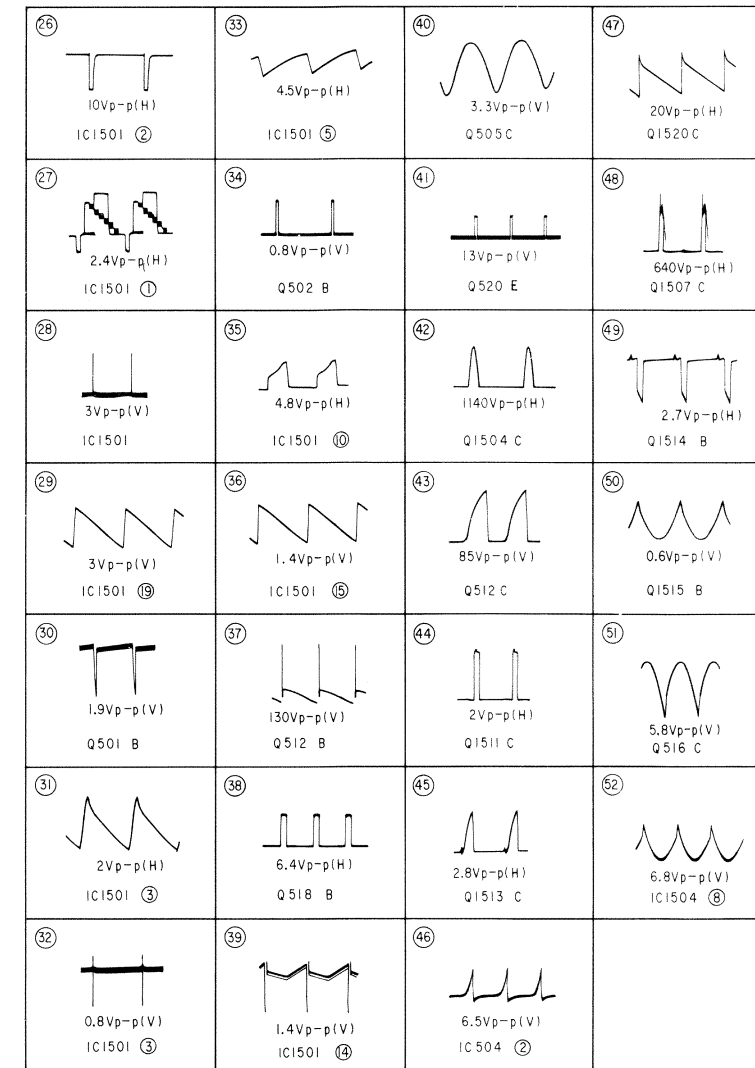 ㉖
10Vp-p(H)
IC1501 ②
㉝
4.5Vp-p(H)
IC1501 ⑤
㊵
3.3Vp-p(V)
Q505C
㊼
20Vp-p(H)
Q1520C
㉗
2.4Vp-p(H)
IC1501 ①
㉞
0.8Vp-p(V)
Q502 B
㊶
13Vp-p(V)
Q520 E
㊽
640Vp-p(H)
Q1507 C
㉘
3Vp-p(V)
IC1501
㉟
4.8Vp-p(H)
IC1501 ⑩
㊷
1140Vp-p(H)
Q1504 C
㊾
2.7Vp-p(H)
Q1514 B
㉙
3Vp-p(V)
IC1501 ⑲
㊱
1.4Vp-p(V)
IC1501 ⑮
㊸
85Vp-p(V)
Q512 C
㊿
0.6Vp-p(V)
Q1515 B
㉚
1.9Vp-p(V)
Q501 B
㊲
130Vp-p(V)
Q512 B
㊹
2Vp-p(H)
Q1511 C
51
5.8Vp-p(V)
Q516 C
㉛
2Vp-p(H)
IC1501 ③
㊳
6.4Vp-p(H)
Q518 B
㊺
2.8Vp-p(H)
Q1513 C
52
6.8Vp-p(V)
IC1504 ⑧
㉜
0.8Vp-p(V)
IC1501 ③
㊴
1.4Vp-p(V)
IC1501 ⑭
㊻
6.5Vp-p(V)
IC504 ②